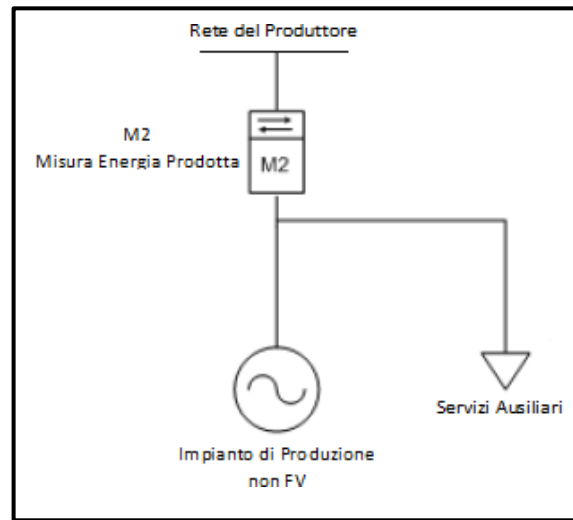 Rete del Produttore
M2
Misura Energia Prodotta
M2
Servizi Ausiliari
Impianto di Produzione
non FV